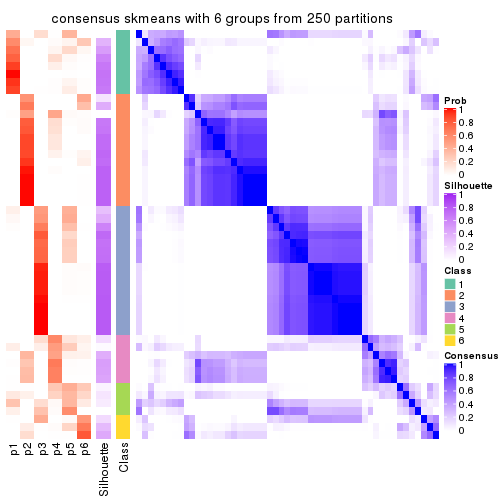 consensus skmeans with 6 groups from 250 partitions
Prob
1
0.8
0.6
0.4
0.2
0
Silhouette
1
0.8
0.6
0.4
0.2
0
Class
1
2
3
4
5
6
Consensus
1
0.8
0.6
0.4
0.2
0
p1
p2
p3
p4
p5
p6
Silhouette
Class